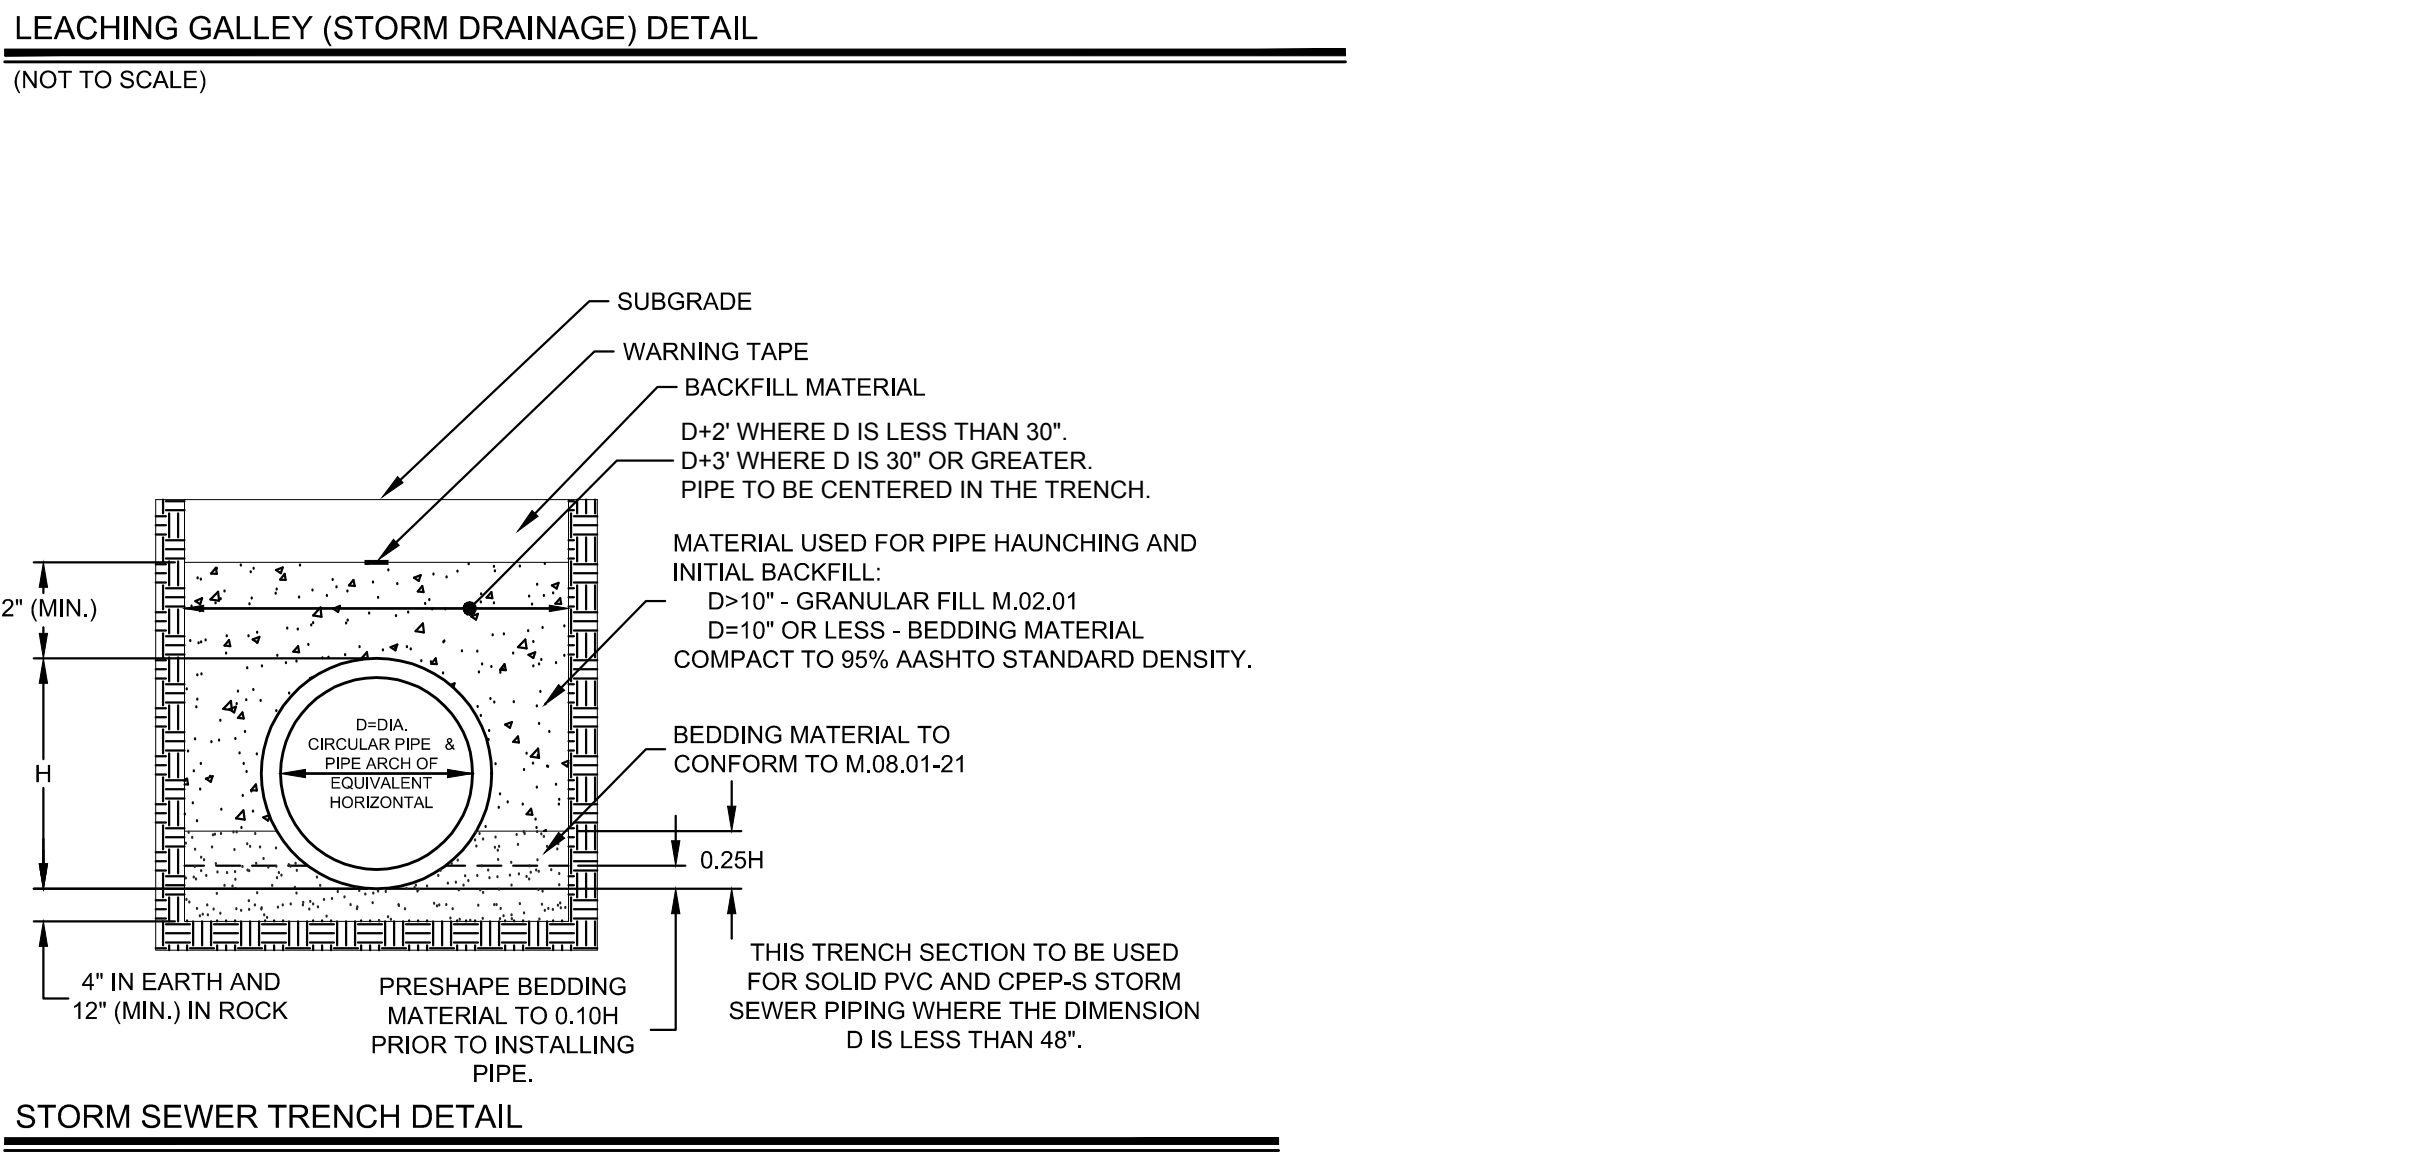 LEACHING GALLEY (STORM DRAINAGE) DETAIL
(NOT TO SCALE)
SUBGRADE
WARNING TAPE
BACKFILL MATERIAL
D+2' WHERE D IS LESS THAN 30".
D+3' WHERE D IS 30" OR GREATER.
PIPE TO BE CENTERED IN THE TRENCH.
MATERIAL USED FOR PIPE HAUNCHING AND
INITIAL BACKFILL:
D>10" - GRANULAR FILL M.02.01
D=10" OR LESS - BEDDING MATERIAL
COMPACT TO 95% AASHTO STANDARD DENSITY.
2" (MIN.)
H
D=DIA.
CIRCULAR PIPE &
PIPE ARCH OF
EQUIVALENT
HORIZONTAL
BEDDING MATERIAL TO
CONFORM TO M.08.01-21
0.25H
4" IN EARTH AND
12" (MIN.) IN ROCK
PRESHAPE BEDDING
MATERIAL TO 0.10H
PRIOR TO INSTALLING
PIPE.
THIS TRENCH SECTION TO BE USED
FOR SOLID PVC AND CPEP-S STORM
SEWER PIPING WHERE THE DIMENSION
D IS LESS THAN 48".
STORM SEWER TRENCH DETAIL